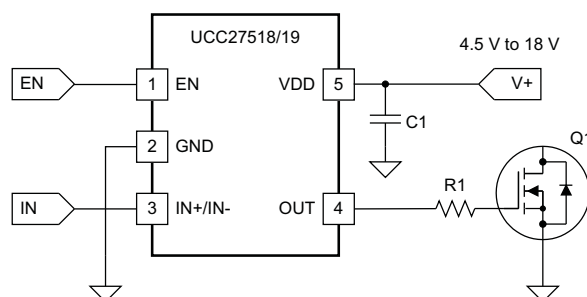 UCC27518/19
4.5 V to 18 V
EN
1
EN
VDD
5
V+
C1
2
GND
Q1
R1
IN
3
IN+/IN-
OUT
4